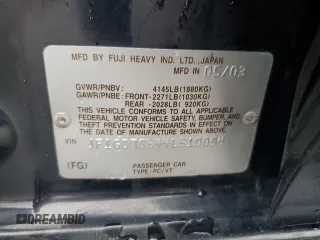 MFD BY FUJI HEAVY IND. LTD., JAPAN
MFD IN 05/03
GVWR/PNBV: 4145LB(1880KG)
GAWR/PNBE: FRONT-2271LB(1030KG)
REAR -2028LB( 920KG)
THIS VEHICLE CONFORMS TO ALL APPLICABLE
FEDERAL MOTOR VEHICLE SAFETY, BUMPER, AND
THEFT PREVENTION STANDARDS IN EFFECT ON
THE DATE OF MANUFACTURE SHOWN ABOVE.
VIN
PASSENGER CAR
(FG) TYPE: PC/VT
DREAMBID